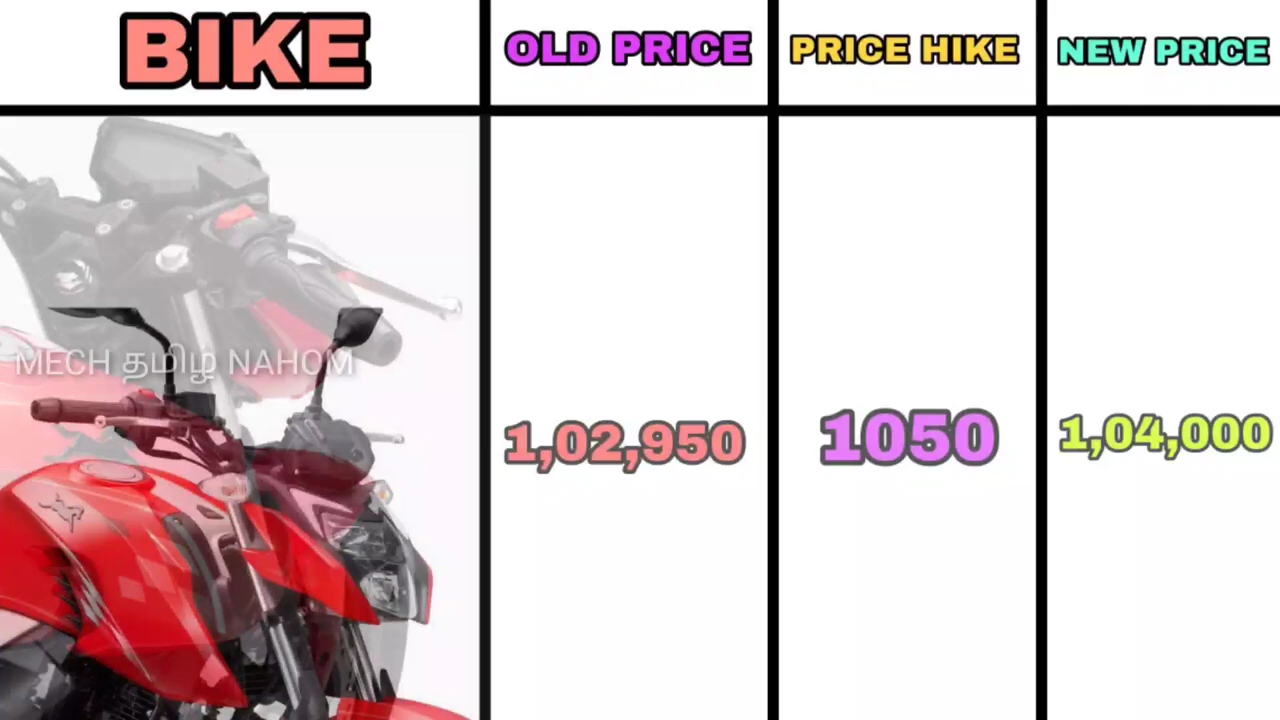 BIKE
OLD PRICE
PRICE HIKE
NEW PRICE
MECH தமிழ் NAHOM
1,02,950
1050
1,04,000